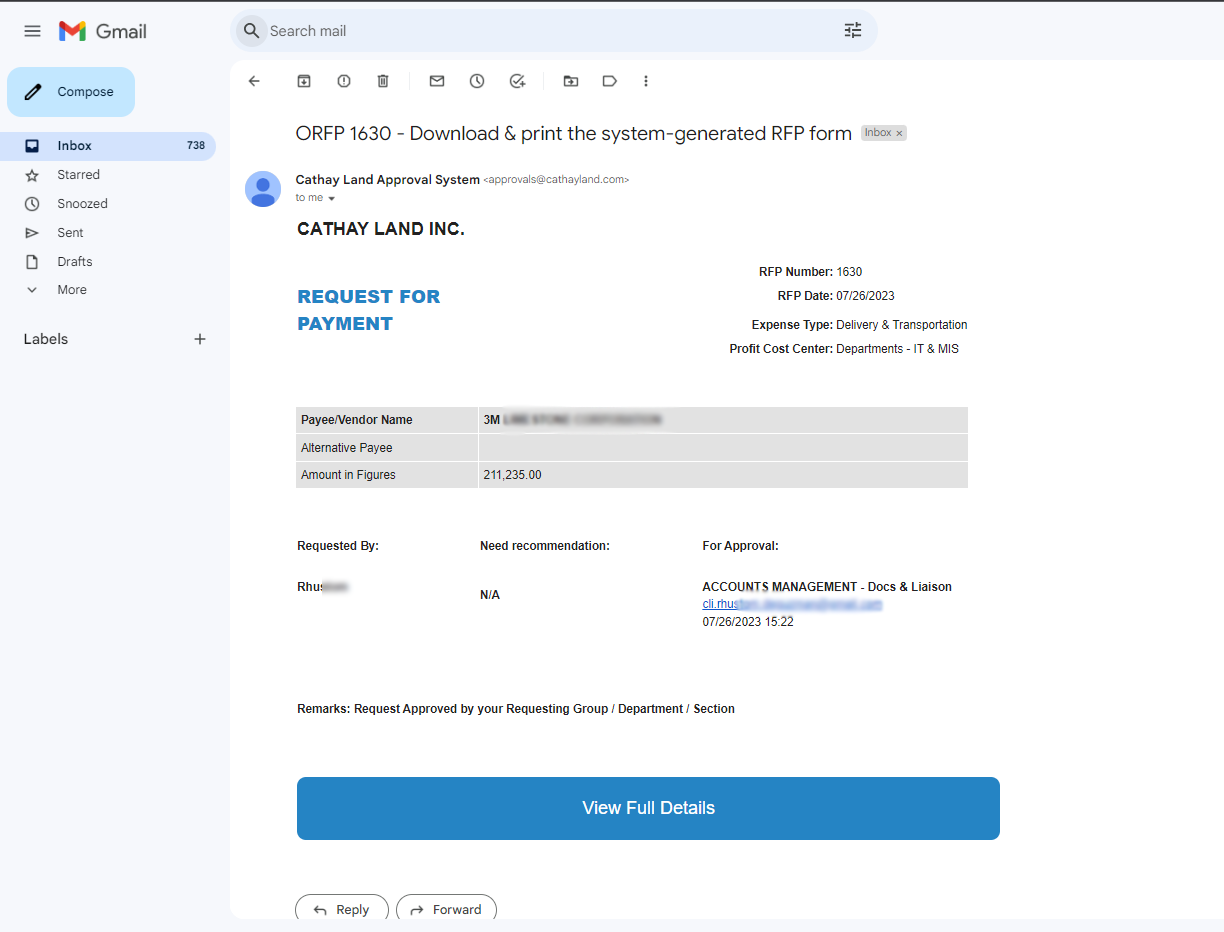 Gmail
Search mail
Compose
Inbox 738
Starred
Snoozed
Sent
Drafts
More
Labels
ORFP 1630 - Download & print the system-generated RFP form Inbox ×
Cathay Land Approval System <approvals@cathayland.com>
to me
CATHAY LAND INC.
REQUEST FOR
PAYMENT
RFP Number: 1630
RFP Date: 07/26/2023
Expense Type: Delivery & Transportation
Profit Cost Center: Departments - IT & MIS
Payee/Vendor Name 3M
Alternative Payee
Amount in Figures 211,235.00
Requested By: Need recommendation: For Approval:
Rhus
N/A
ACCOUNTS MANAGEMENT - Docs & Liaison
cli.rhus
07/26/2023 15:22
Remarks: Request Approved by your Requesting Group / Department / Section
View Full Details
Reply Forward